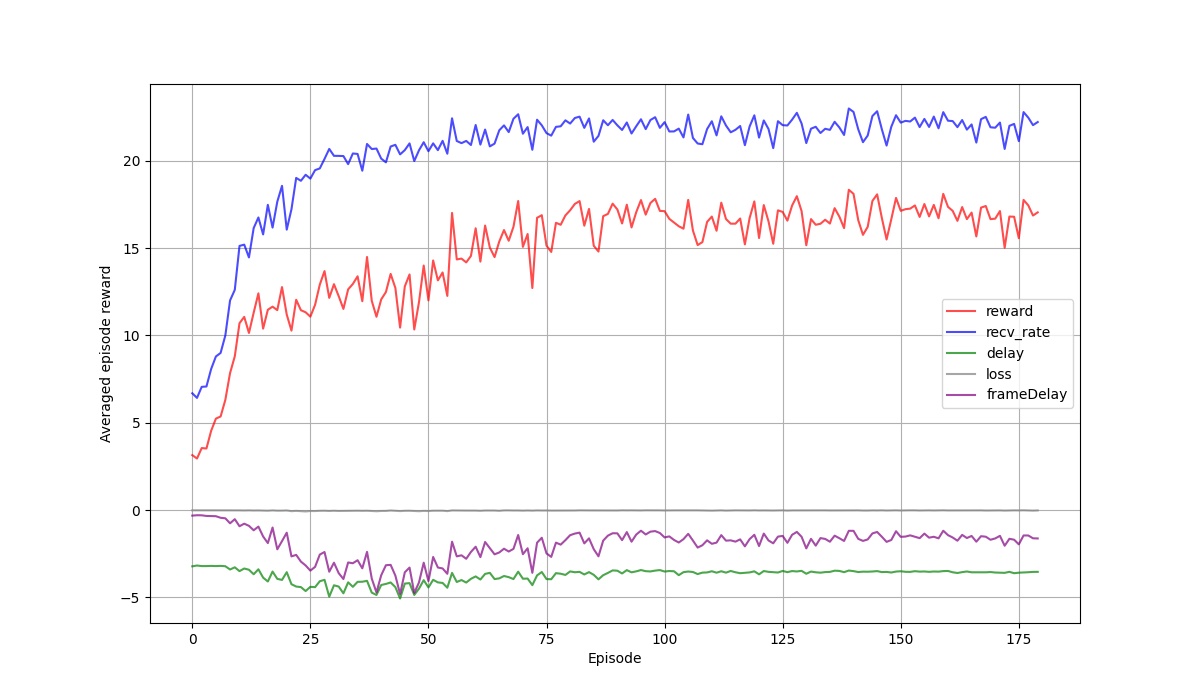 Averaged episode reward
20
15
10
5
0
−5
0 25 50 75 100 125 150 175
Episode
reward
recv_rate
delay
loss
frameDelay